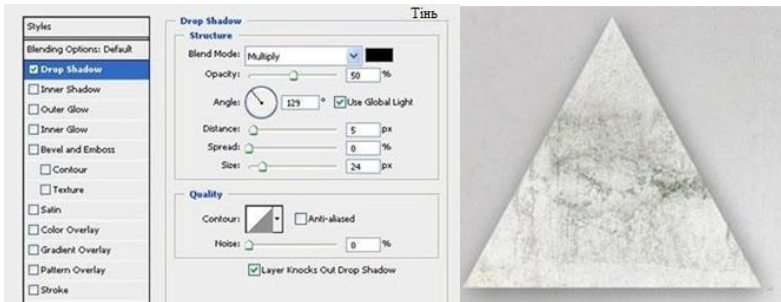 Тінь
Styles
Blending Options: Default
Drop Shadow
Inner Shadow
Outer Glow
Inner Glow
Bevel and Emboss
Contour
Texture
Satin
Color Overlay
Gradient Overlay
Pattern Overlay
Stroke
Drop Shadow
Structure
Blend Mode: Multiply
Opacity: 50 %
Angle: 129 ° Use Global Light
Distance: 5 px
Spread: 0 %
Size: 24 px
Quality
Contour: Anti-aliased
Noise: 0 %
Layer Knocks Out Drop Shadow